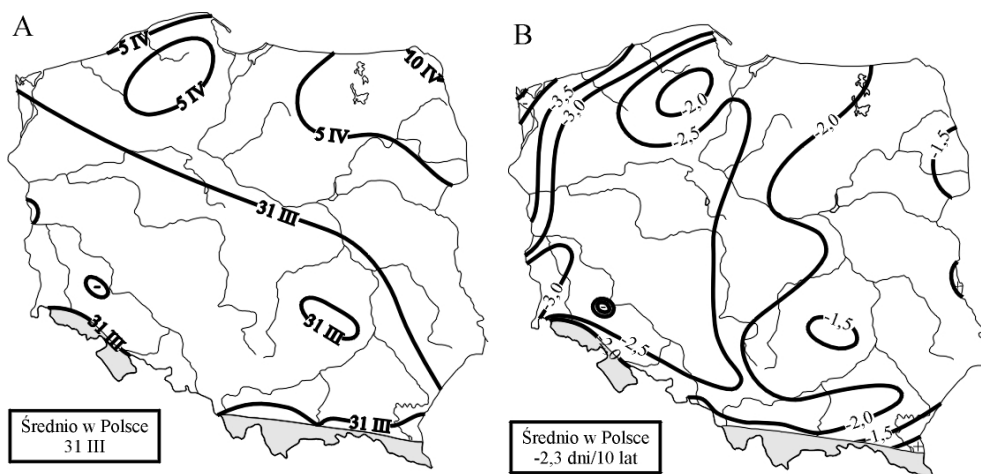 A
5 IV
5 IV
10 IV
5 IV
31 III
31 III
31 III
31 III
Średnio w Polsce
31 III
B
-3,5
-3,0
-2,0
-2,5
-2,0
-1,5
-3,0
-2,5
-2,0
-1,5
-2,0
-1,5
Średnio w Polsce
-2,3 dni/10 lat